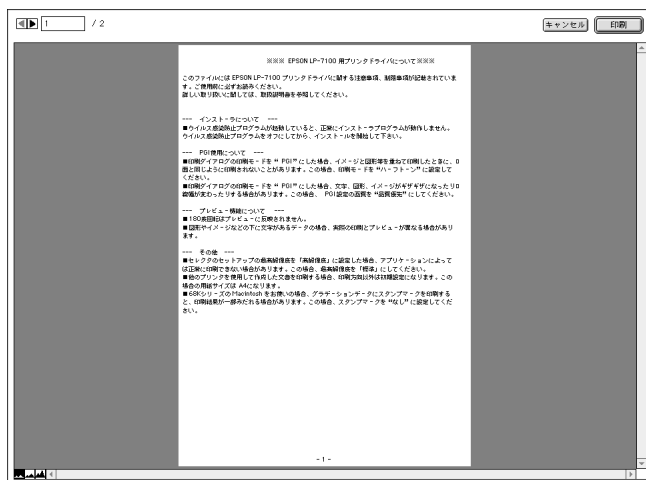 1 / 2 キャンセル 印刷
※※※ EPSON LP-7100 用プリンタドライバについて※※※
このファイルには EPSON LP-7100 プリンタドライバに関する注意事項、制限事項が記載されていま
す。ご使用前に必ずお読みください。
詳しい取り扱いに関しては、取扱説明書を参照してください。
--- インストーラについて ---
■ウイルス感染防止プログラムが起動していると、正常にインストーラプログラムが動作しません。
ウイルス感染防止プログラムをオフにしてから、インストールを開始して下さい。
--- PGI使用について ---
■印刷ダイアログの印刷モードを “ PGI” にした場合、イメージと図形等を重ねて印刷したときに、画
面と同じように印刷されないことがあります。この場合、印刷モードを “ハーフトーン” に設定して
ください。
■印刷ダイアログの印刷モードを “ PGI” にした場合、文字、図形、イメージがギザギザになったり
線幅が変わったりする場合があります。この場合、 PGI設定の画質を “品質優先” にしてください。
--- プレビュー機能について ---
■180度回転はプレビューに反映されません。
■図形やイメージなどの下に文字があるデータの場合、実際の印刷とプレビューが異なる場合があり
ます。
--- その他 ---
■セレクタのセットアップの最高解像度を「高解像度」に設定した場合、アプリケーションによって
は正常に印刷できない場合があります。この場合、最高解像度を「標準」にしてください。
■他のプリンタを使用して作成した文書を印刷する場合、印刷方向以外は初期設定になります。この
場合の用紙サイズは A4になります。
■68KシリーズのMacintosh をお使いの場合、グラデーションデータにスタンプマークを印刷する
と、印刷結果が一部みだれる場合があります。この場合、スタンプマークを “なし” に設定してくだ
さい。
- 1 -